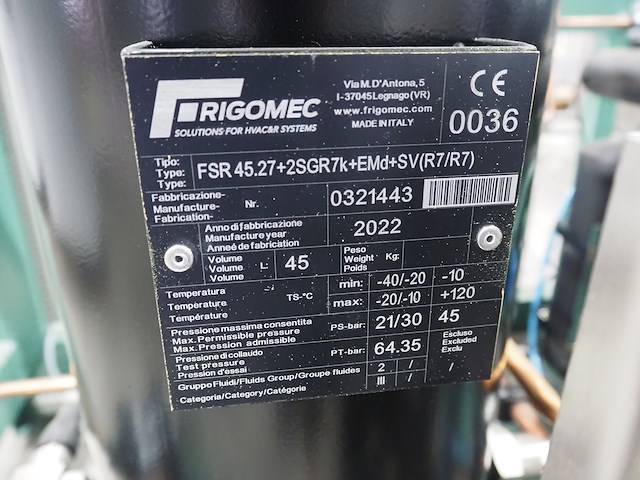 FRIGOMEC
SOLUTIONS FOR HVAC&R SYSTEMS
Via M. D'Antona, 5
I-37045 Legnago (VR)
www.frigomec.com
MADE IN ITALY
CE
0036
Tipo:
Type: FSR 45.27+2SGR7k+EMd+SV(R7/R7)
Type:
Fabbricazione-
Manufacture- Nr. 0321443
Fabrication-
Anno di fabbricazione
Manufacture year 2022
Anneé de fabrication
Volume
Volume L: 45
Volume
Peso
Weight Kg:
Poids
Temperatura min: -40/-20 -10
Temperature TS-°C
Température max: -20/-10 +120
Pressione massima consentita
Max. Permissible pressure PS-bar: 21/30 45
Max. Pression admissible
Pressione di collaudo
Test pressure PT-bar: 64.35
Pression d'essai
Escluso
Excluded
Exclu
Gruppo Fluidi/Fluids Group/Groupe fluides 2 / /
Categoria/Category/Catégorie III /